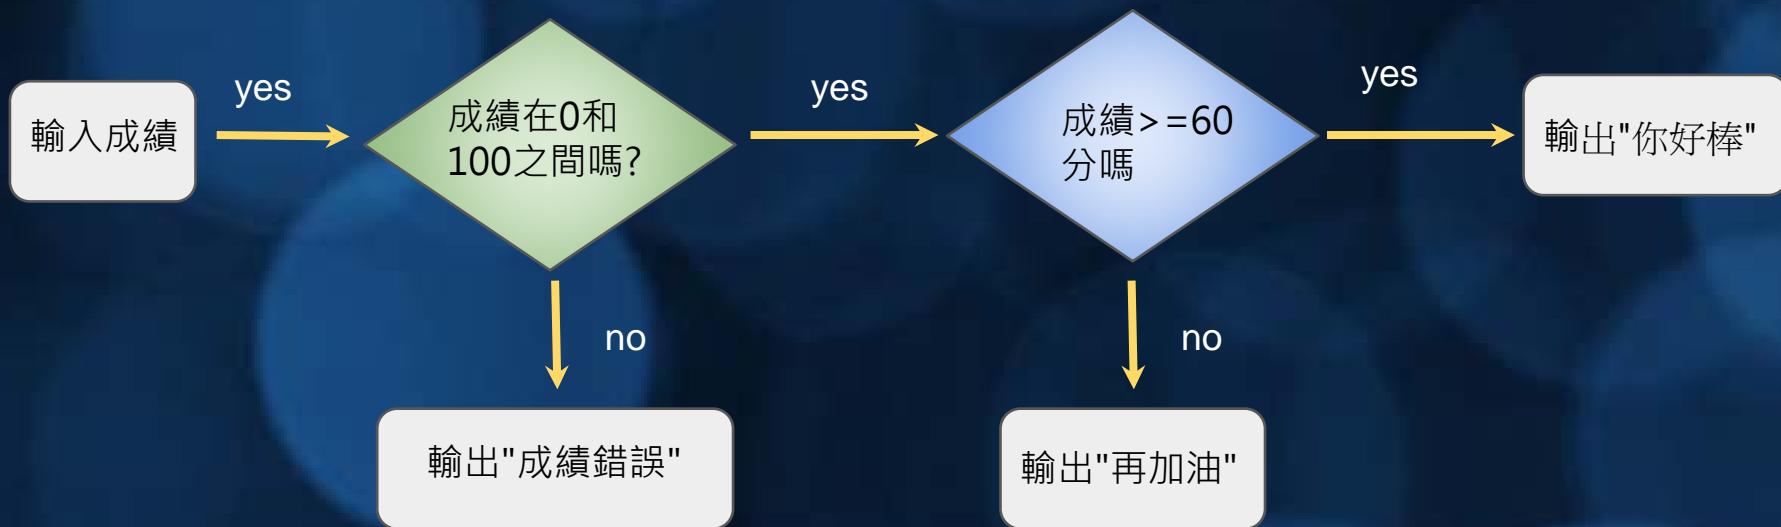 輸入成績
yes
成績在0和
100之間嗎?
yes
成績>=60
分嗎
yes
輸出"你好棒"
no
no
輸出"成績錯誤"
輸出"再加油"